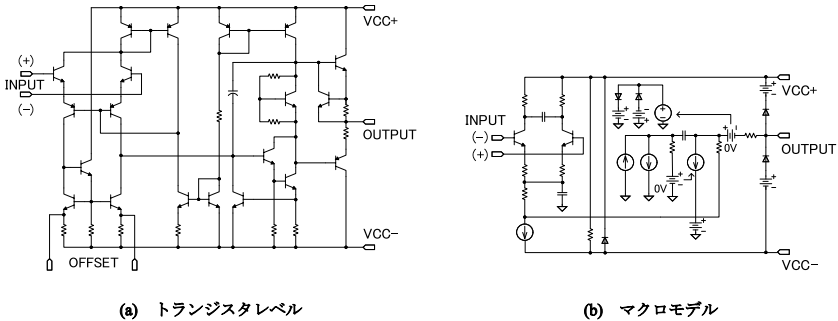 VCC+
(+)
INPUT
(-)
OUTPUT
VCC-
OFFSET
(a) トランジスタレベル
VCC+
INPUT
(-)
(+)
0V
OUTPUT
0V
VCC-
(b) マクロモデル